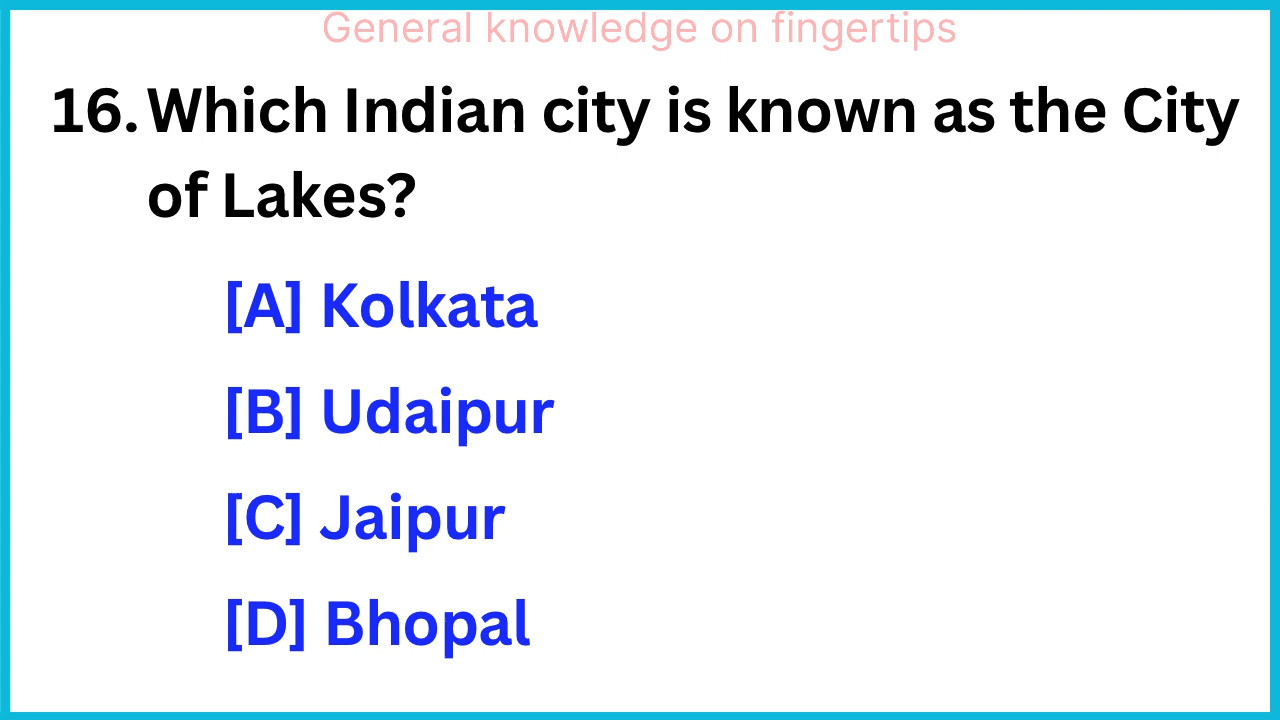 General knowledge on fingertips
16. Which Indian city is known as the City
of Lakes?
[A] Kolkata
[B] Udaipur
[C] Jaipur
[D] Bhopal